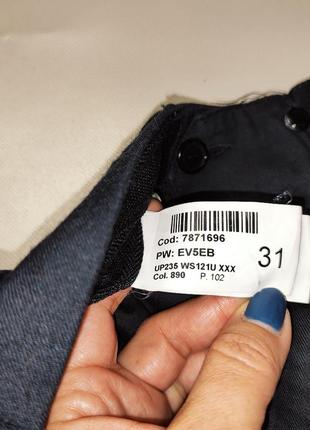 Cod: 7871696
PW: EV5EB
31
UP235 WS121U XXX
Col. 890 P. 102